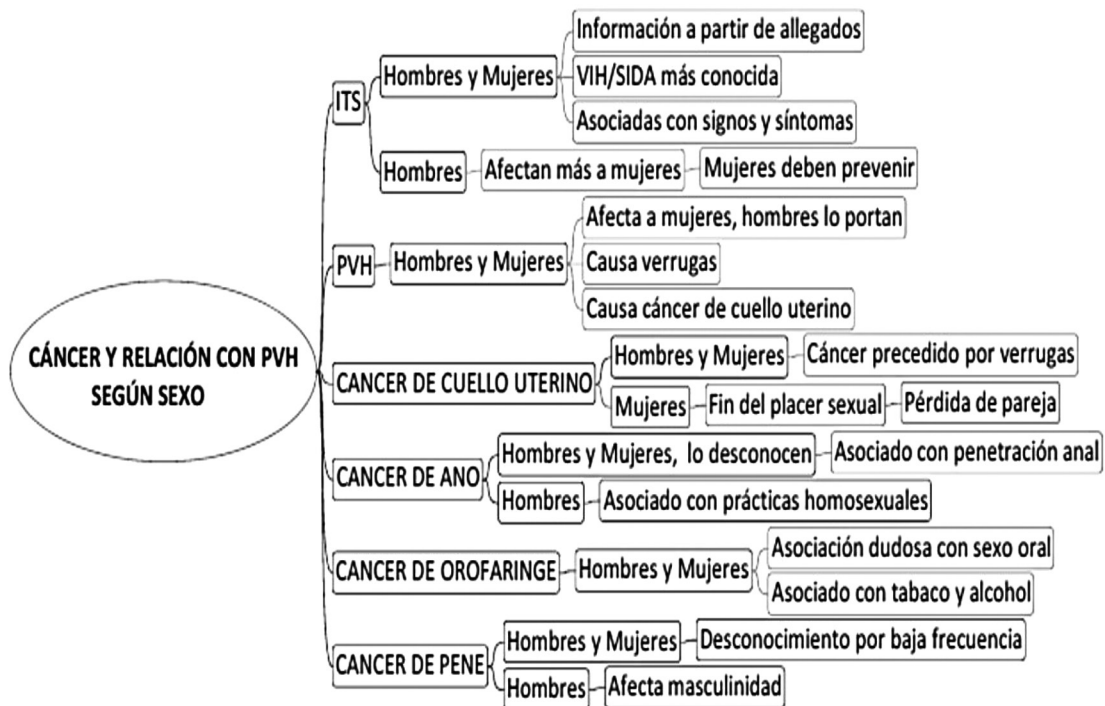 CÁNCER Y RELACIÓN CON PVH
SEGÚN SEXO
ITS
Hombres y Mujeres
Información a partir de allegados
VIH/SIDA más conocida
Asociadas con signos y síntomas
Hombres
Afectan más a mujeres
Mujeres deben prevenir
PVH
Hombres y Mujeres
Afecta a mujeres, hombres lo portan
Causa verrugas
Causa cáncer de cuello uterino
CANCER DE CUELLO UTERINO
Hombres y Mujeres
Cáncer precedido por verrugas
Mujeres
Fin del placer sexual
Pérdida de pareja
CANCER DE ANO
Hombres y Mujeres, lo desconocen
Asociado con penetración anal
Hombres
Asociado con prácticas homosexuales
CANCER DE OROFARINGE
Hombres y Mujeres
Asociación dudosa con sexo oral
Asociado con tabaco y alcohol
CANCER DE PENE
Hombres y Mujeres
Desconocimiento por baja frecuencia
Hombres
Afecta masculinidad